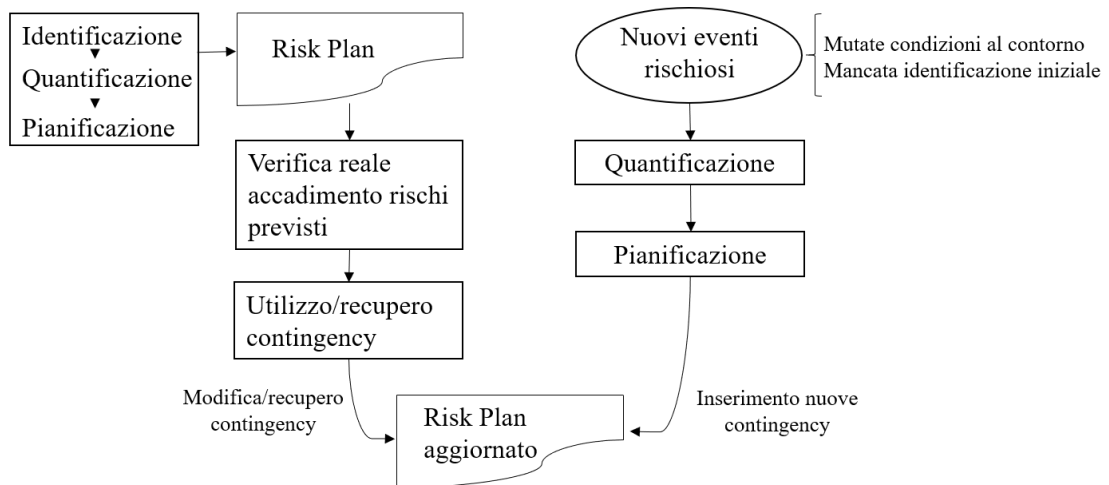 Identificazione
Quantificazione
Pianificazione
Risk Plan
Nuovi eventi
rischiosi
Mutate condizioni al contorno
Mancata identificazione iniziale
Verifica reale
accadimento rischi
previsti
Quantificazione
Pianificazione
Utilizzo/recupero
contingency
Modifica/recupero
contingency
Risk Plan
aggiornato
Inserimento nuove
contingency